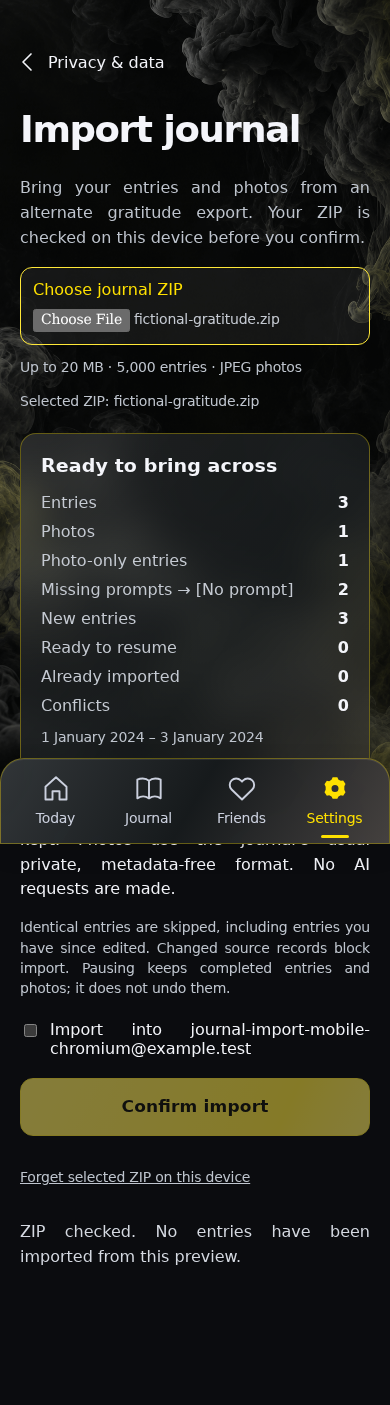 Privacy & data
Import journal
Bring your entries and photos from an
alternate gratitude export. Your ZIP is
checked on this device before you confirm.
Choose journal ZIP
Choose File fictional-gratitude.zip
Up to 20 MB · 5,000 entries · JPEG photos
Selected ZIP: fictional-gratitude.zip
Ready to bring across
Entries 3
Photos 1
Photo-only entries 1
Missing prompts → [No prompt] 2
New entries 3
Ready to resume 0
Already imported 0
Conflicts 0
1 January 2024 – 3 January 2024
Today Journal Friends Settings
private, metadata-free format. No AI
requests are made.
Identical entries are skipped, including entries you
have since edited. Changed source records block
import. Pausing keeps completed entries and
photos; it does not undo them.
Import into journal-import-mobile-
chromium@example.test
Confirm import
Forget selected ZIP on this device
ZIP checked. No entries have been
imported from this preview.